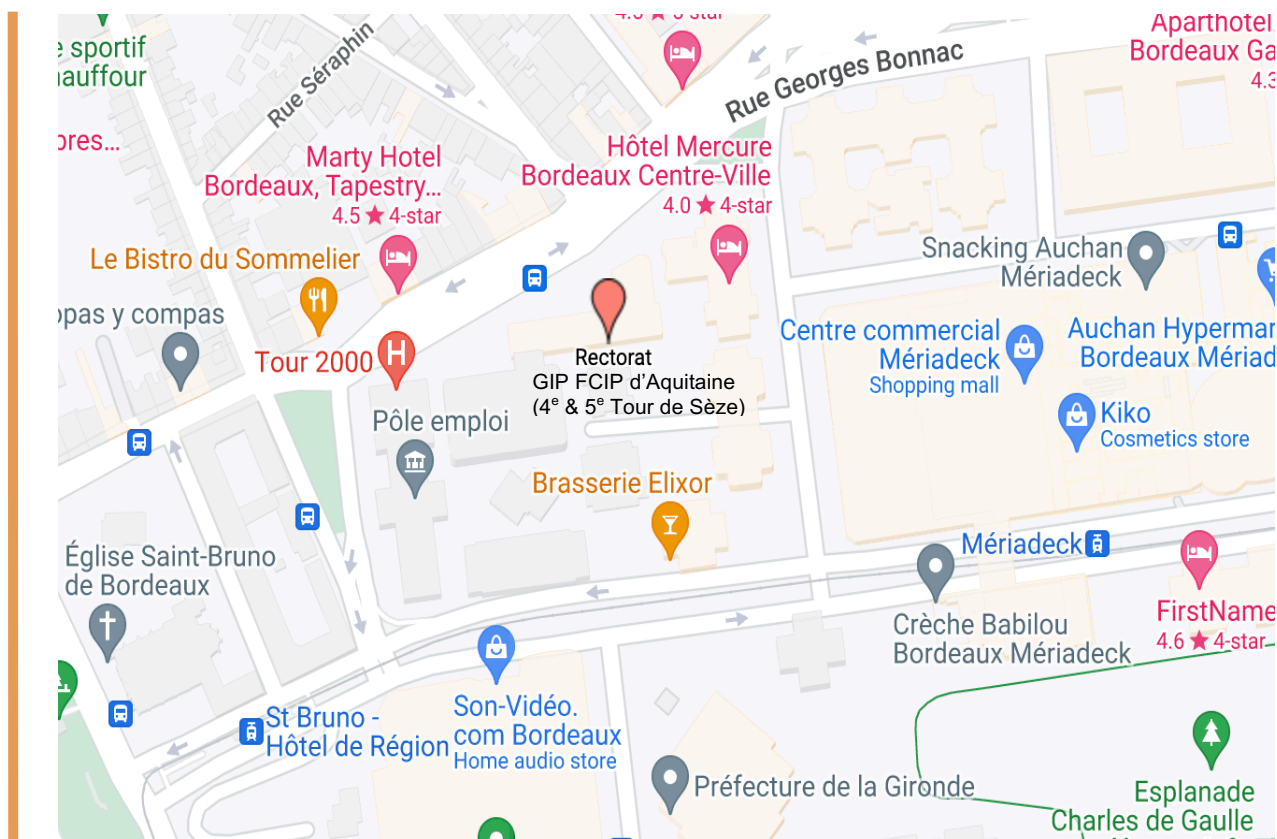 4.3
e sportif
hauffour
Rue Séraphin
Rue Georges Bonnac
Aparthotel
Bordeaux Ga
4.3
pres...
Marty Hotel
Bordeaux, Tapestry...
4.5 ★ 4-star
Hôtel Mercure
Bordeaux Centre-Ville
4.0 ★ 4-star
Le Bistro du Sommelier
Snacking Auchan
Mériadeck
opas y compas
Tour 2000
H
Rectorat
GIP FCIP d'Aquitaine
(4e & 5e Tour de Sèze)
Centre commercial
Mériadeck
Shopping mall
Auchan Hypermar
Bordeaux Mériad
Pôle emploi
Kiko
Cosmetics store
Brasserie Elixor
Mériadeck
Église Saint-Bruno
de Bordeaux
Crèche Babilou
Bordeaux Mériadeck
FirstName
4.6 ★ 4-star
St Bruno -
Hôtel de Région
Son-Vidéo.
com Bordeaux
Home audio store
Préfecture de la Gironde
Esplanade
Charles de Gaulle